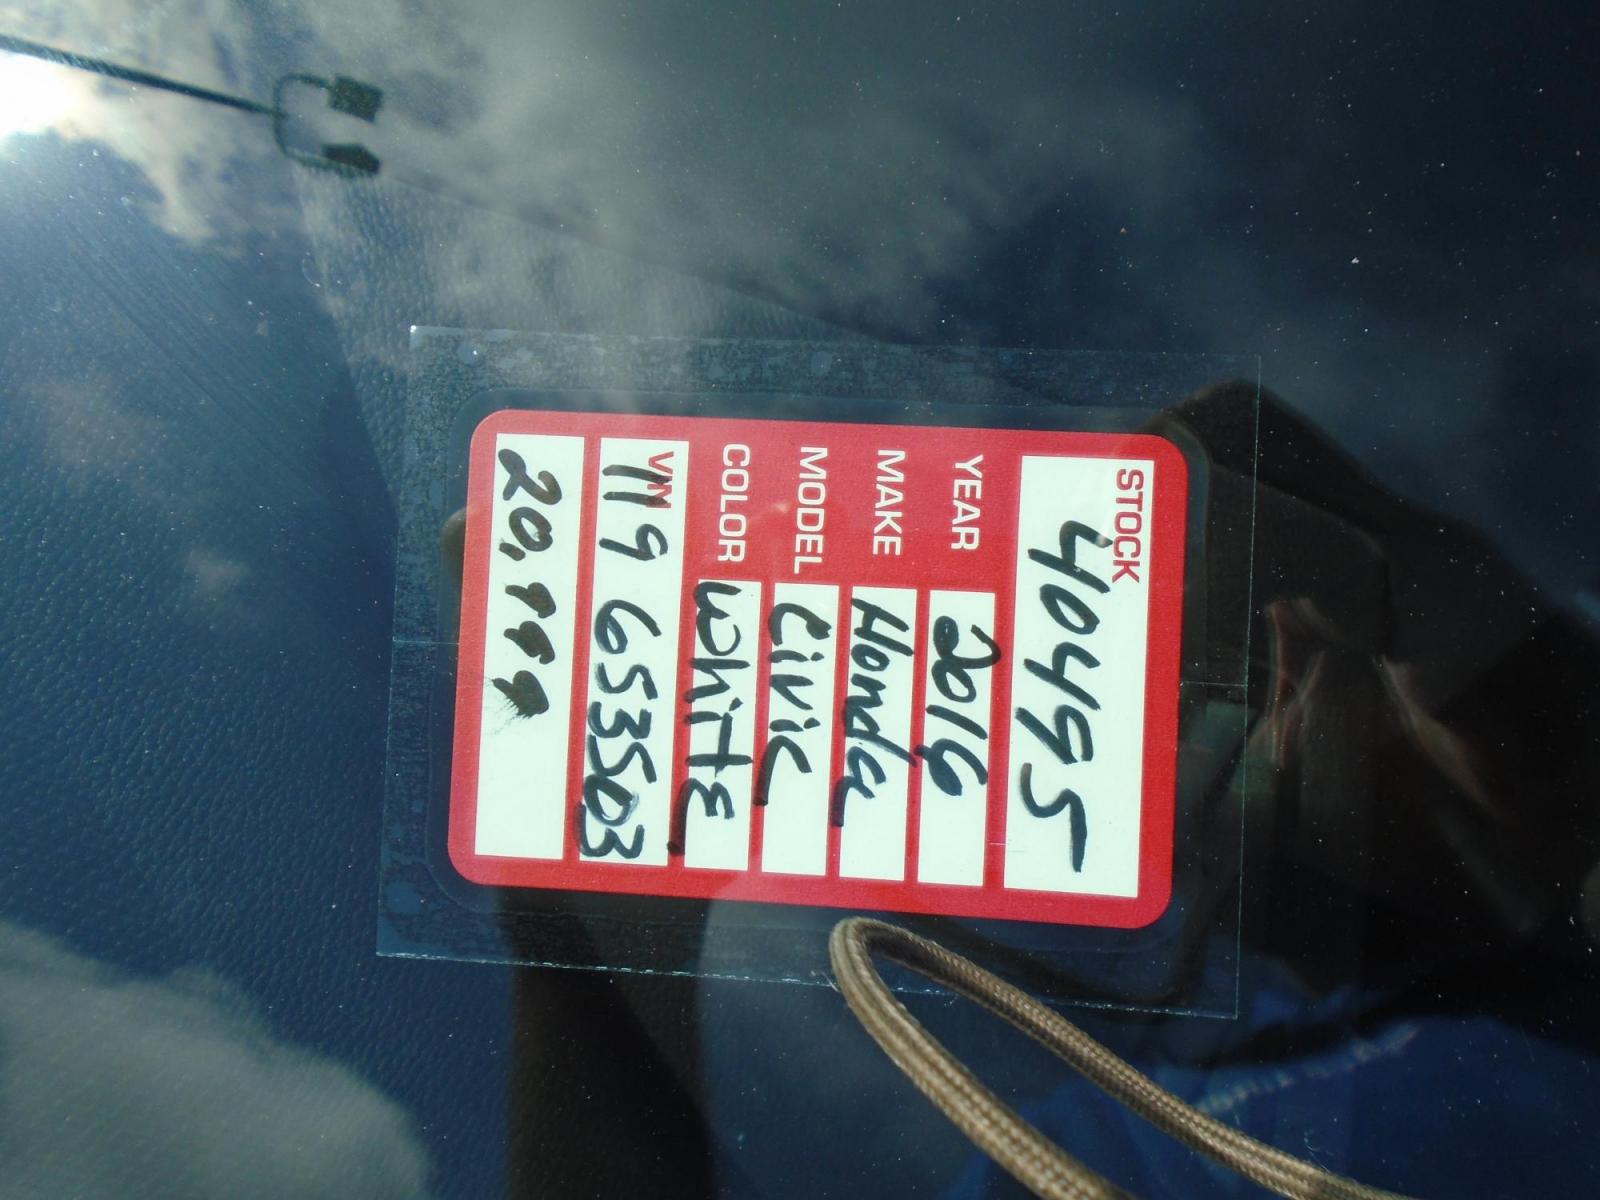 STOCK
40495
YEAR 2016
MAKE Honda
MODEL Civic
COLOR WHiTE
VIN
119 653503
20,999